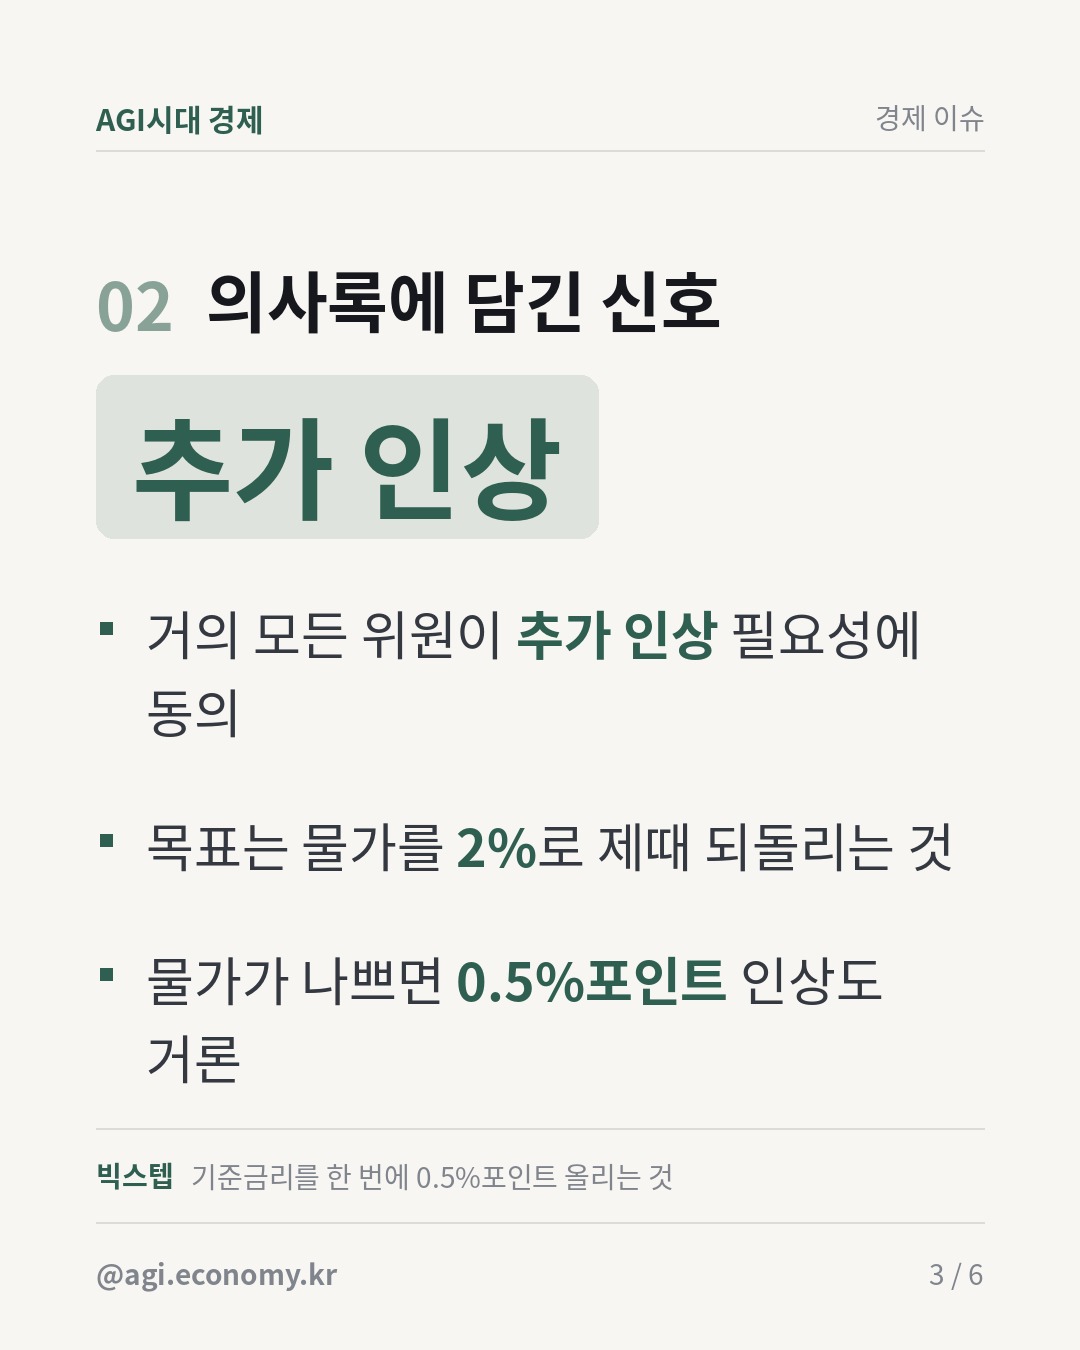 AGI시대 경제
경제 이슈
02 의사록에 담긴 신호
추가 인상
거의 모든 위원이 추가 인상 필요성에
동의
목표는 물가를 2%로 제때 되돌리는 것
물가가 나쁘면 0.5%포인트 인상도
거론
빅스텝 기준금리를 한 번에 0.5%포인트 올리는 것
@agi.economy.kr
3 / 6